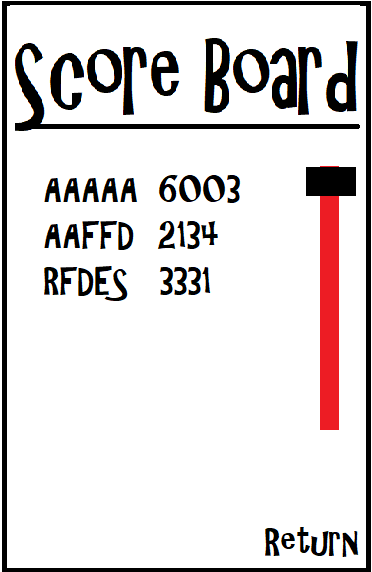 Score Board
AAAAA 6003
AAFFD 2134
RFDES 3331
Return